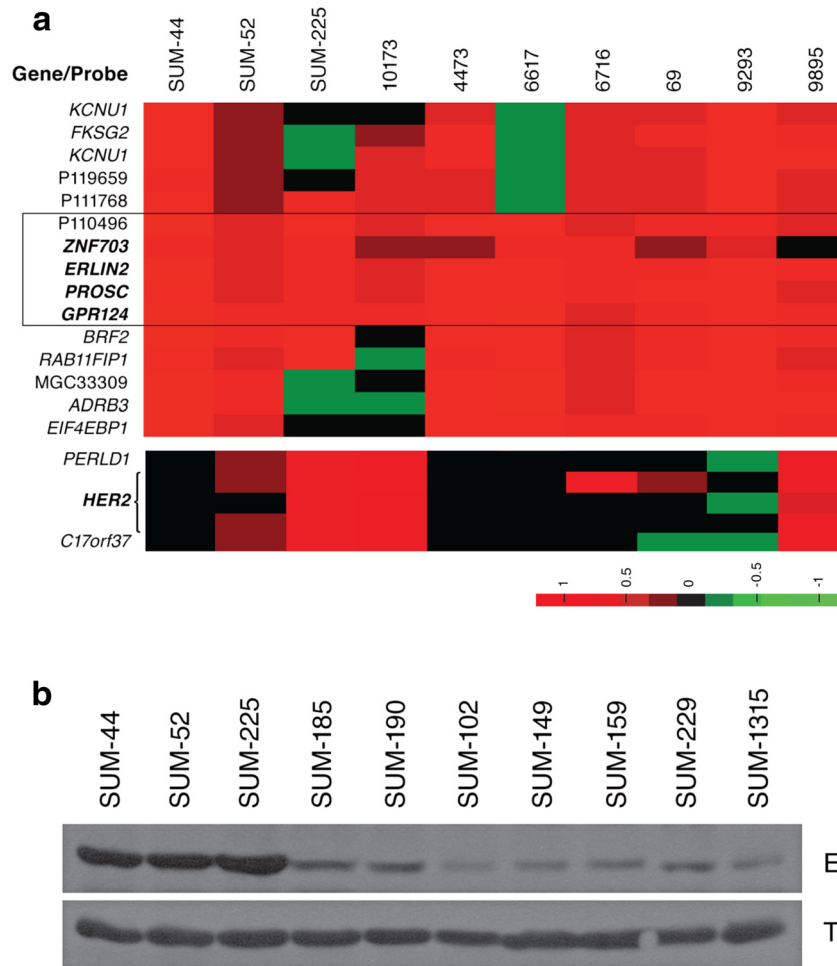 a
Gene/Probe SUM-44 SUM-52 SUM-225 10173 4473 6617 6716 69 9293 9895
KCNU1
FKSG2
KCNU1
P119659
P111768
P110496
ZNF703
ERLIN2
PROSC
GPR124
BRF2
RAB11FIP1
MGC33309
ADRB3
EIF4EBP1
PERLD1
HER2
C17orf37
1 0.5 0 -0.5 -1
b
SUM-44 SUM-52 SUM-225 SUM-185 SUM-190 SUM-102 SUM-149 SUM-159 SUM-229 SUM-1315
E
T